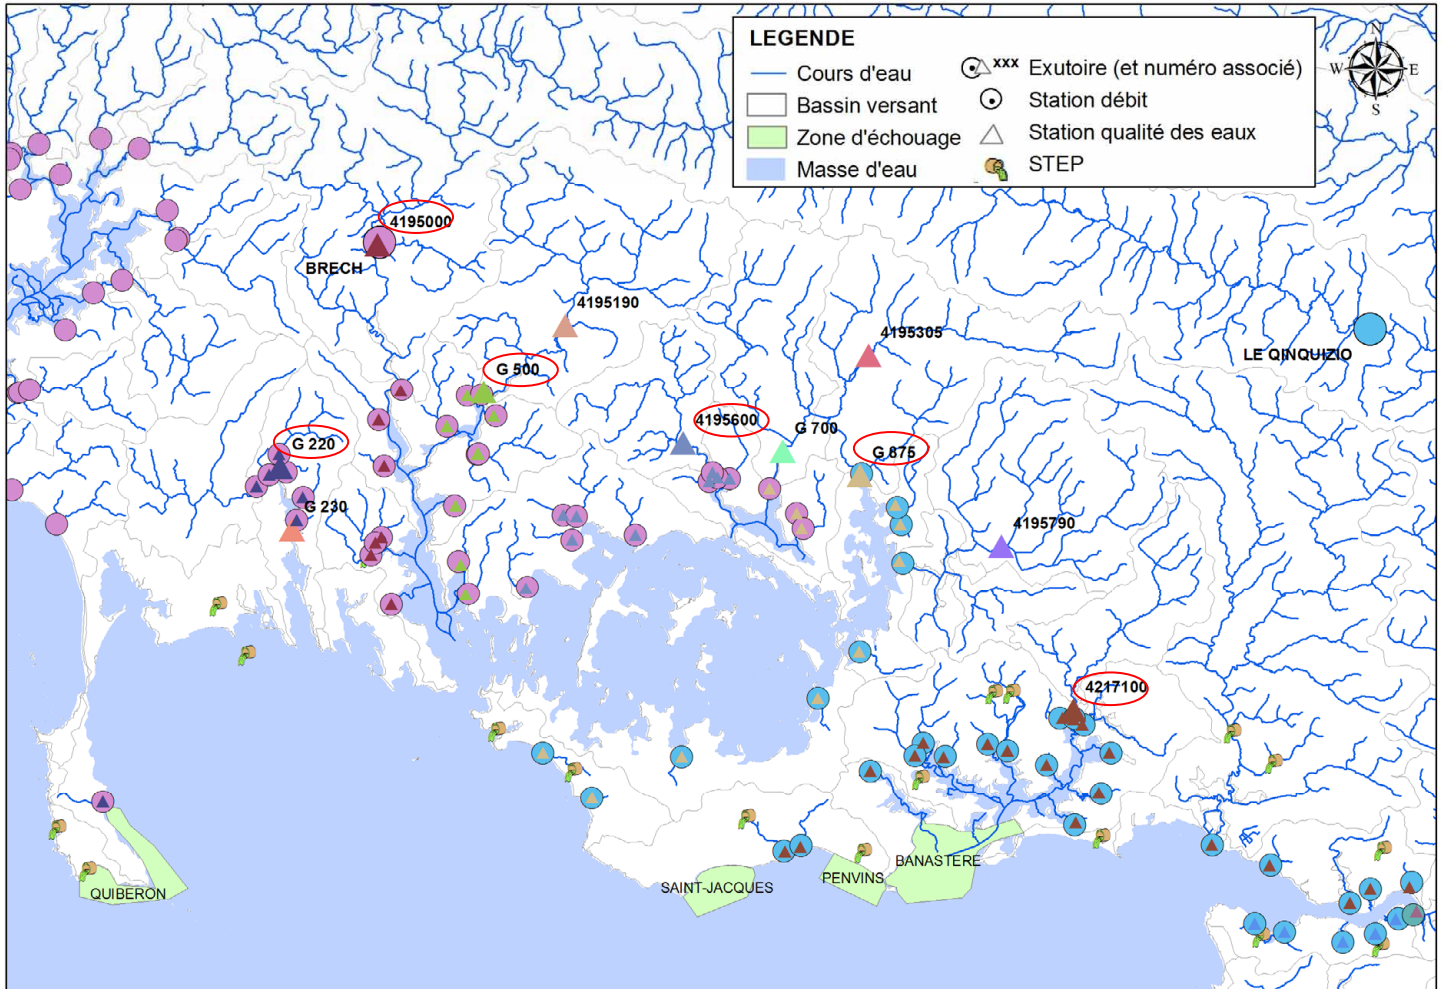 LEGENDE
Cours d'eau
Bassin versant
Zone d'échouage
Masse d'eau
xxx Exutoire (et numéro associé)
Station débit
Station qualité des eaux
STEP
N
W E
S
4195000
BRECH
4195190
4195305
LE QINQUIZIO
G 500
4195600
G 700
G 220
G 875
G 230
4195790
4217100
BANASTERE
PENVINS
SAINT-JACQUES
QUIBERON